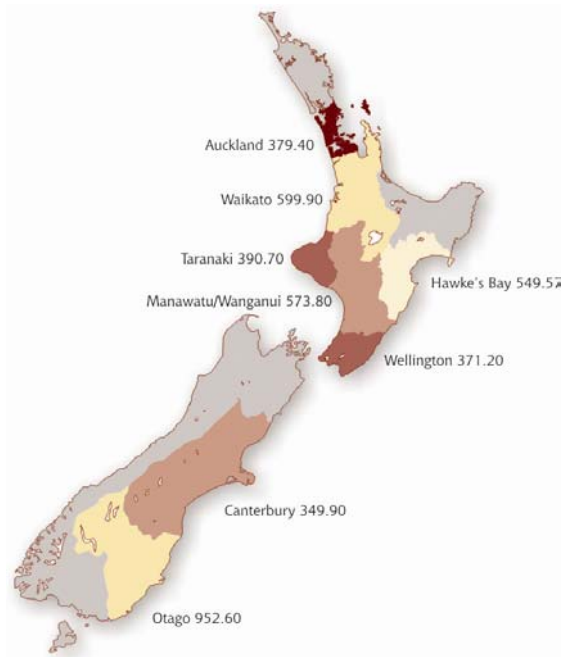 Auckland 379.40
Waikato 599.90
Taranaki 390.70
Hawke's Bay 549.57
Manawatu/Wanganui 573.80
Wellington 371.20
Canterbury 349.90
Otago 952.60